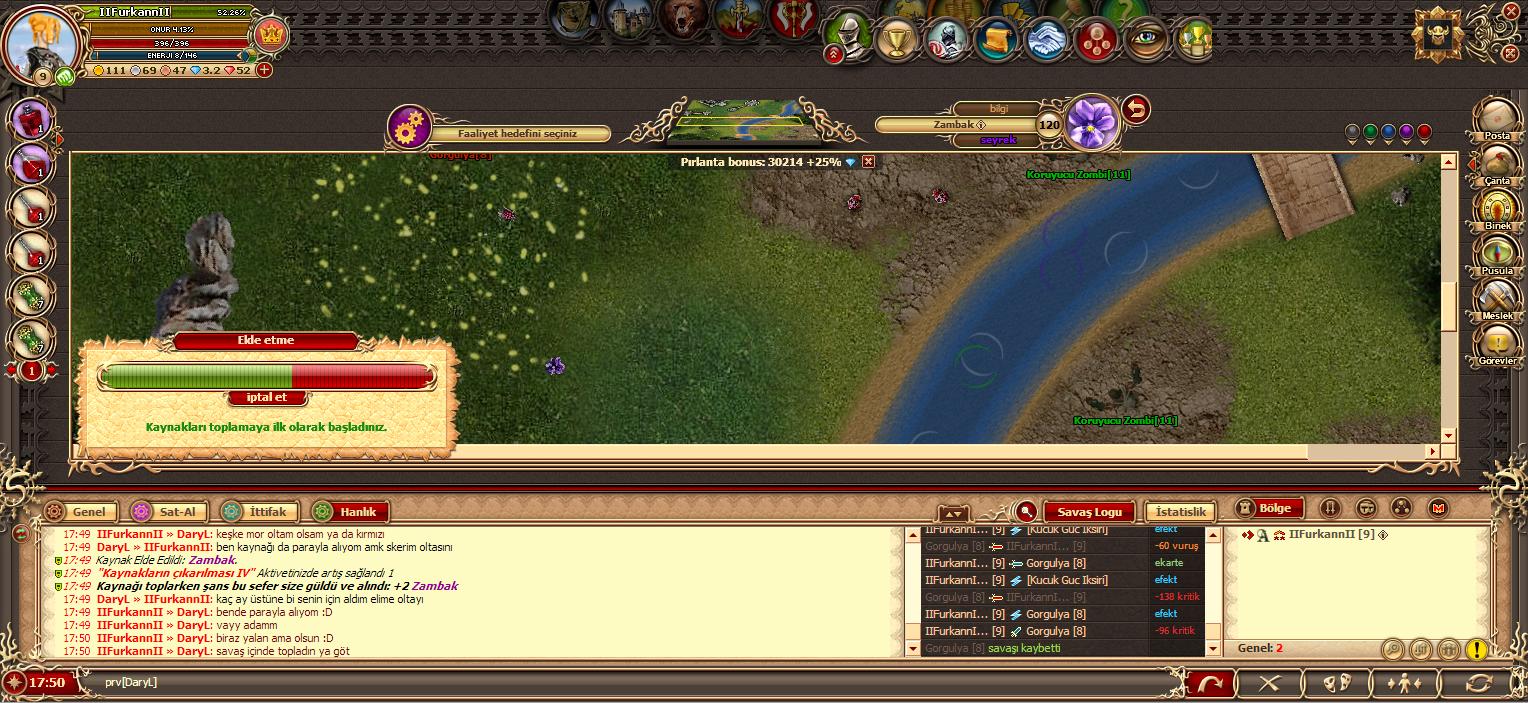 IIFurkannII 52.26%
ONUR 4.13%
396/396
ENERJİ 8/146
9
111 69 47 3.2 52
bilgi
Faaliyet hedefini seçiniz
Zambak
120
seyrek
Posta
Çanta
Binek
Pusula
Meslek
Görevler
1
1
1
1
7
7
1
Gorgulya[8]
Pırlanta bonus: 30214 +25%
Koruyucu Zombi[11]
Koruyucu Zombi[11]
Elde etme
iptal et
Kaynakları toplamaya ilk olarak başladınız.
Genel
Sat-Al
İttifak
Hanlık
Savaş Logu
İstatislik
Bölge
17:49 IIFurkannII » DaryL: keşke mor oltam olsam ya da kırmızı
17:49 DaryL » IIFurkannII: ben kaynağı da parayla alıyom amk skerim oltasını
17:49 Kaynak Elde Edildi: Zambak.
17:49 "Kaynakların çıkarılması IV" Aktivetinizde artış sağlandı 1
17:49 Kaynağı toplarken şans bu sefer size güldü ve alındı: +2 Zambak
17:49 DaryL » IIFurkannII: kaç ay üstüne bi senin için aldım elime oltayı
17:49 IIFurkannII » DaryL: bende parayla alıyom :D
17:49 IIFurkannII » DaryL: vayy adamm
17:50 IIFurkannII » DaryL: biraz yalan ama olsun :D
17:50 IIFurkannII » DaryL: savaş içinde topladın ya göt
IIFurkannI... [9] [Kucuk Guc Iksiri] efekt
Gorgulya [8] IIFurkannI... [9] -60 vuruş
IIFurkannI... [9] Gorgulya [8] ekarte
IIFurkannI... [9] [Kucuk Guc Iksiri] efekt
Gorgulya [8] IIFurkannI... [9] -138 kritik
IIFurkannI... [9] Gorgulya [8] efekt
IIFurkannI... [9] Gorgulya [8] -96 kritik
Gorgulya [8] savaşı kaybetti
IIFurkannII [9]
Genel: 2
17:50
prv[DaryL]